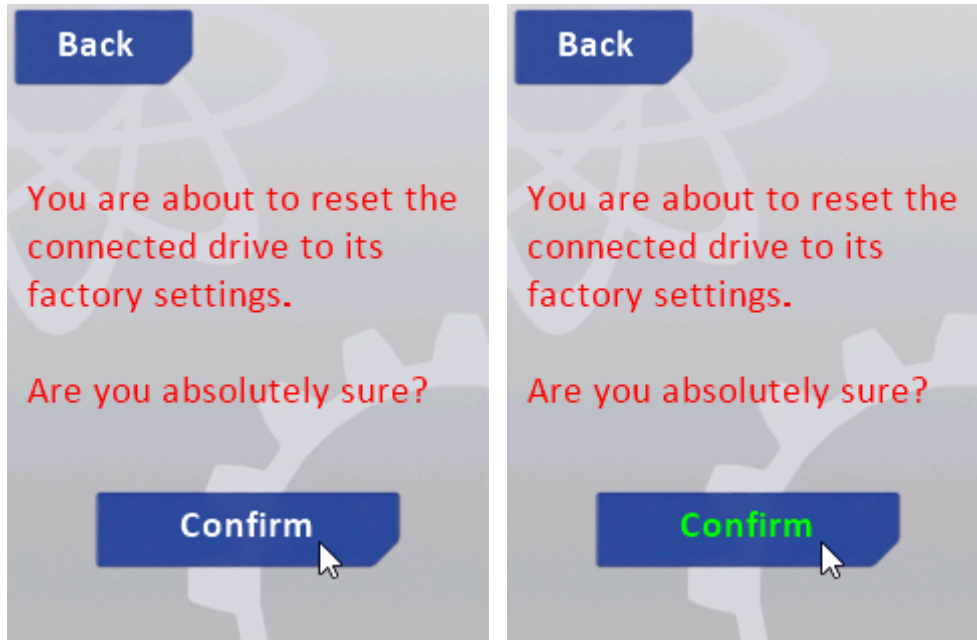 Back
You are about to reset the
connected drive to its
factory settings.
Are you absolutely sure?
Confirm
Back
You are about to reset the
connected drive to its
factory settings.
Are you absolutely sure?
Confirm